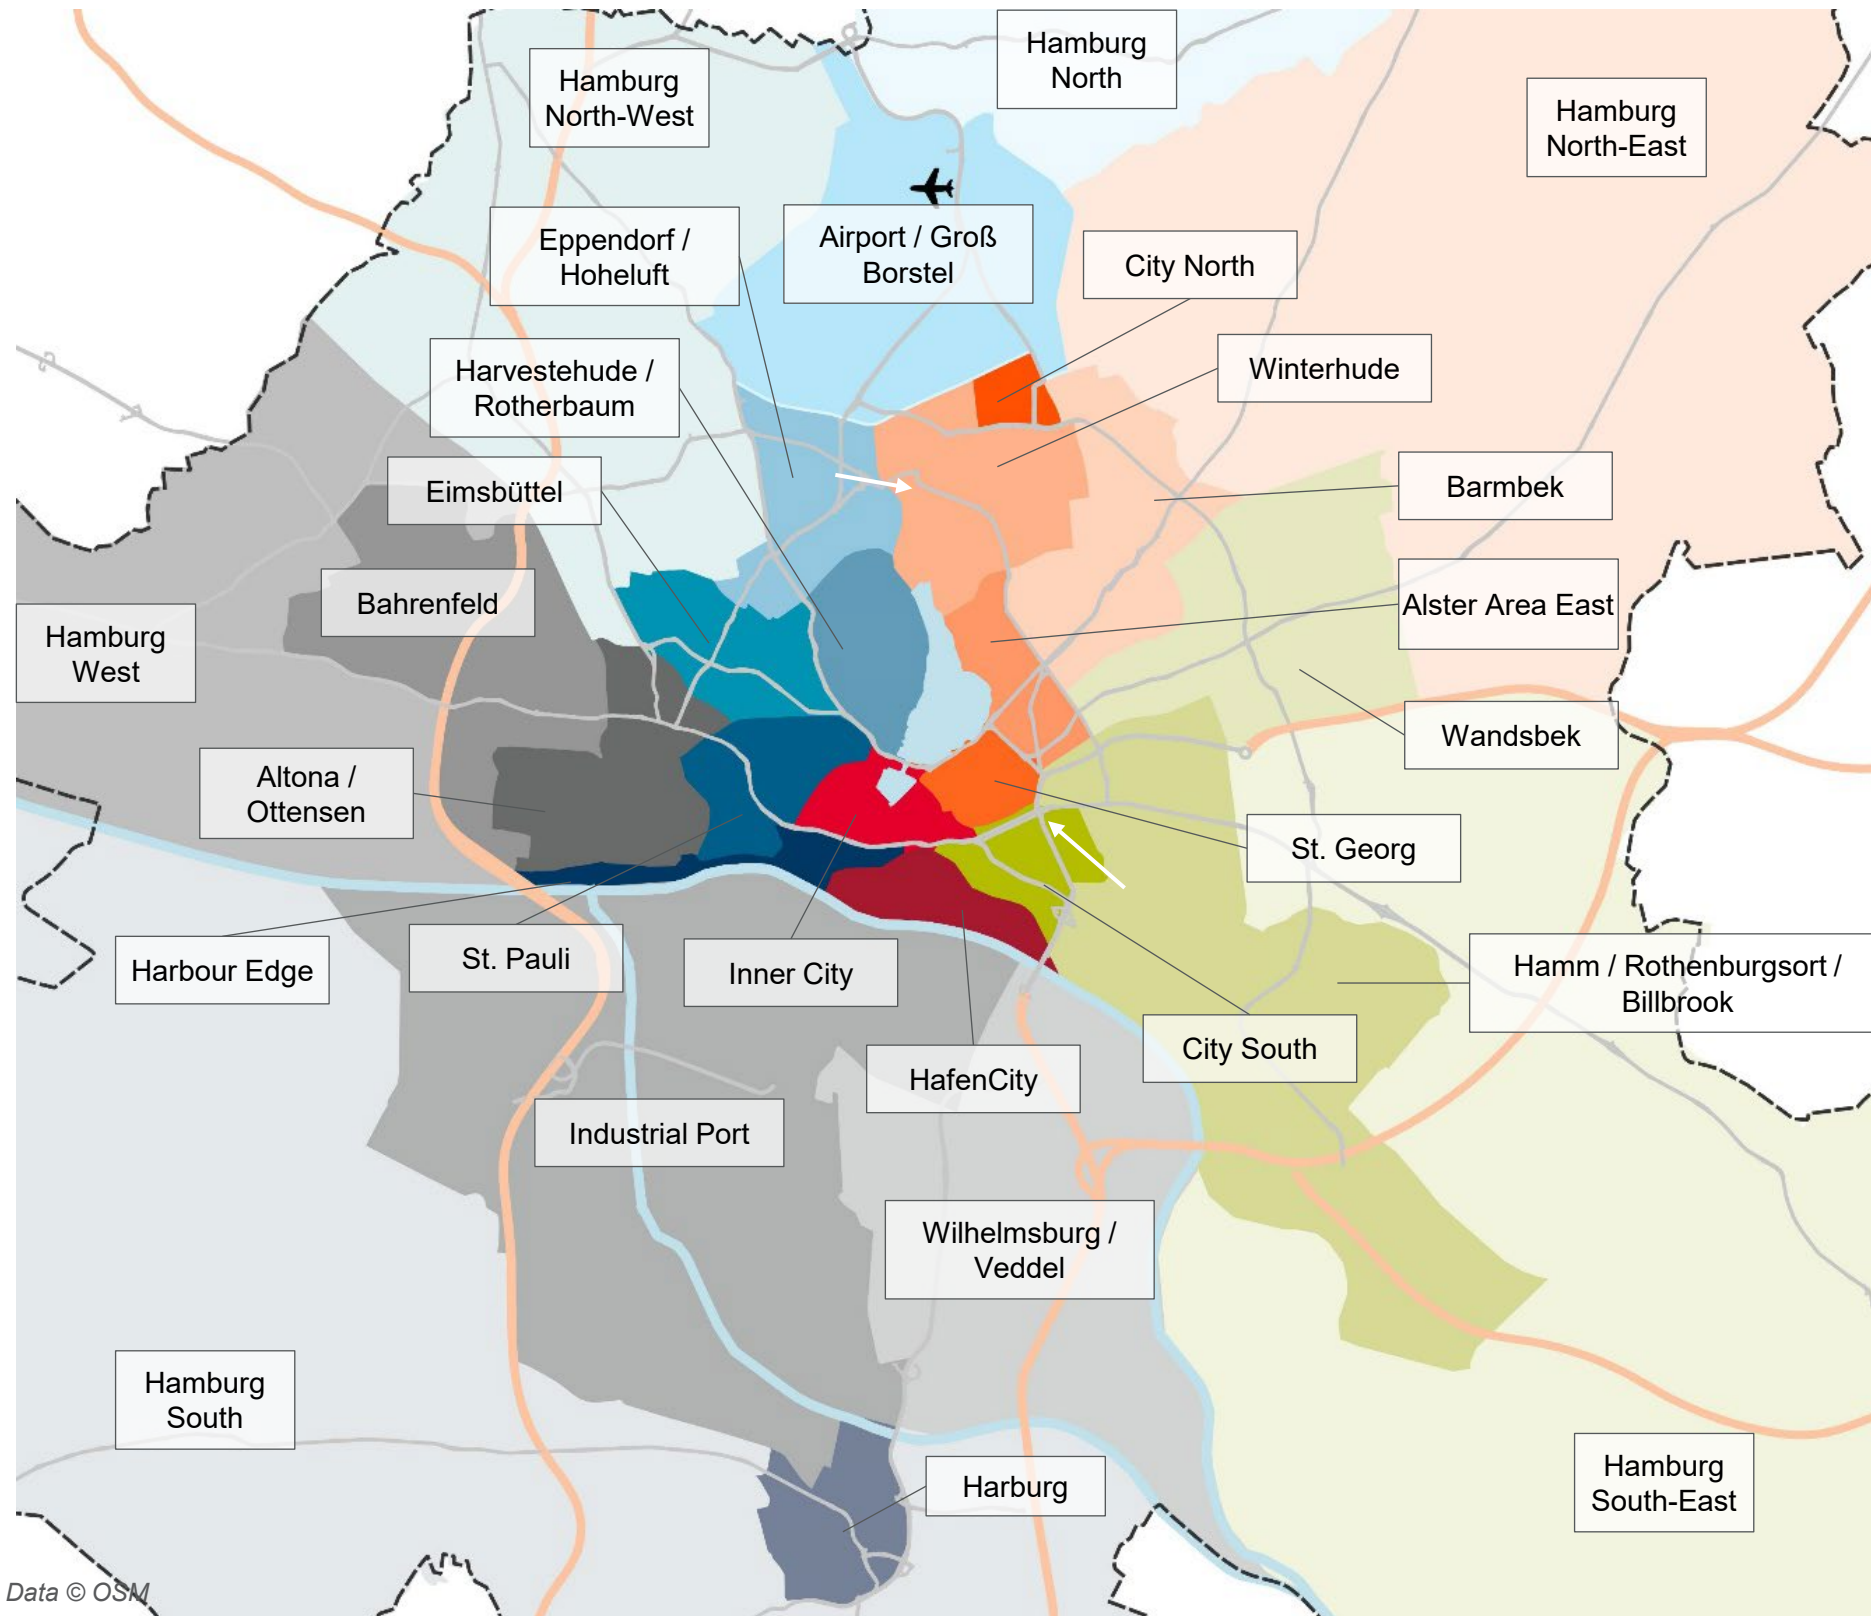 Hamburg
North
Hamburg
North-West
Hamburg
North-East
Eppendorf /
Hoheluft
Airport / Groß
Borstel
City North
Harvestehude /
Rotherbaum
Winterhude
Eimsbüttel
Barmbek
Bahrenfeld
Alster Area East
Hamburg
West
Wandsbek
Altona /
Ottensen
St. Georg
Harbour Edge
St. Pauli
Inner City
Hamm / Rothenburgsort /
Billbrook
City South
HafenCity
Industrial Port
Wilhelmsburg /
Veddel
Hamburg
South
Harburg
Hamburg
South-East
Data © OSM